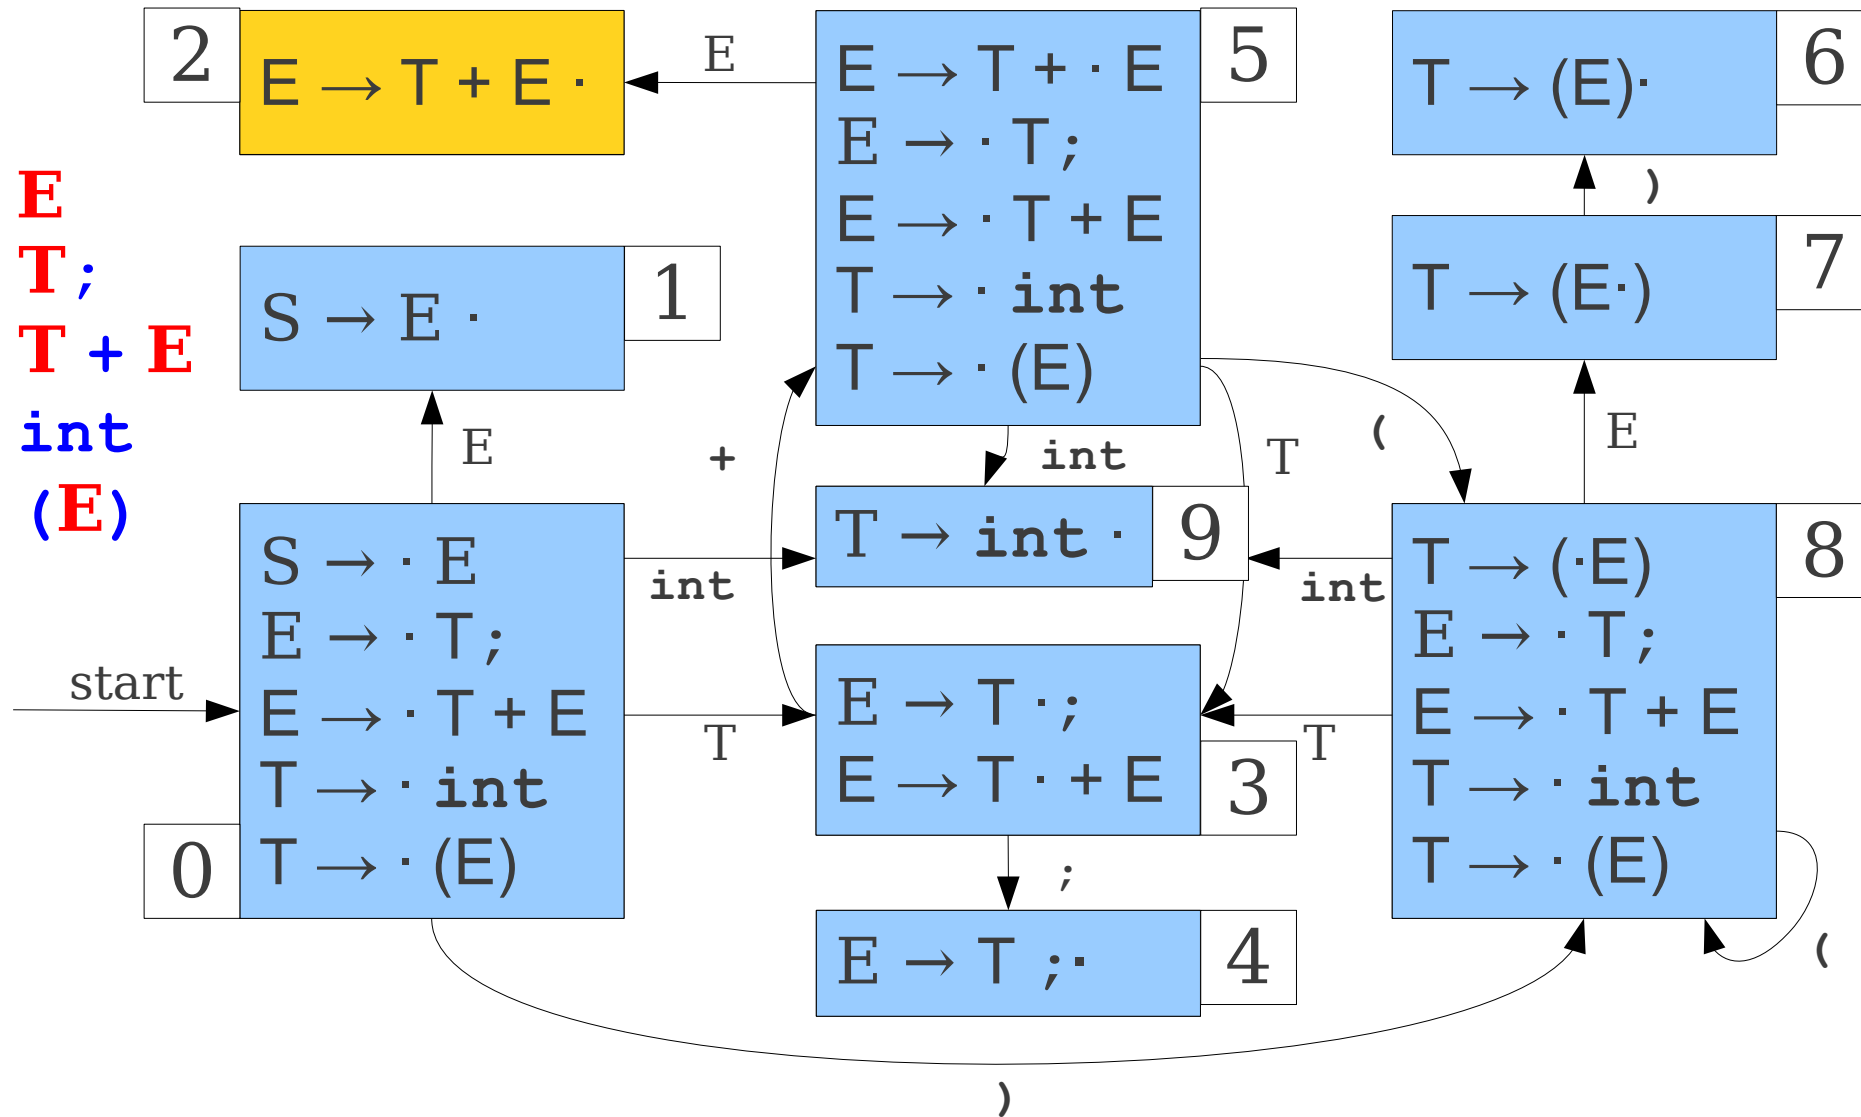 2
E → T + E ·
E
5
E → T + · E
E → · T ;
E → · T + E
T → · int
T → · (E)
6
T → (E)·
)
7
T → (E·)
E
E
T ;
T + E
int
(E)
1
S → E ·
E
+
int
T
(
T → int ·
9
int
int
start
0
S → · E
E → · T ;
E → · T + E
T → · int
T → · (E)
T
E → T · ;
E → T · + E
3
T
;
E → T ; ·
4
8
T → (·E)
E → · T ;
E → · T + E
T → · int
T → · (E)
(
)